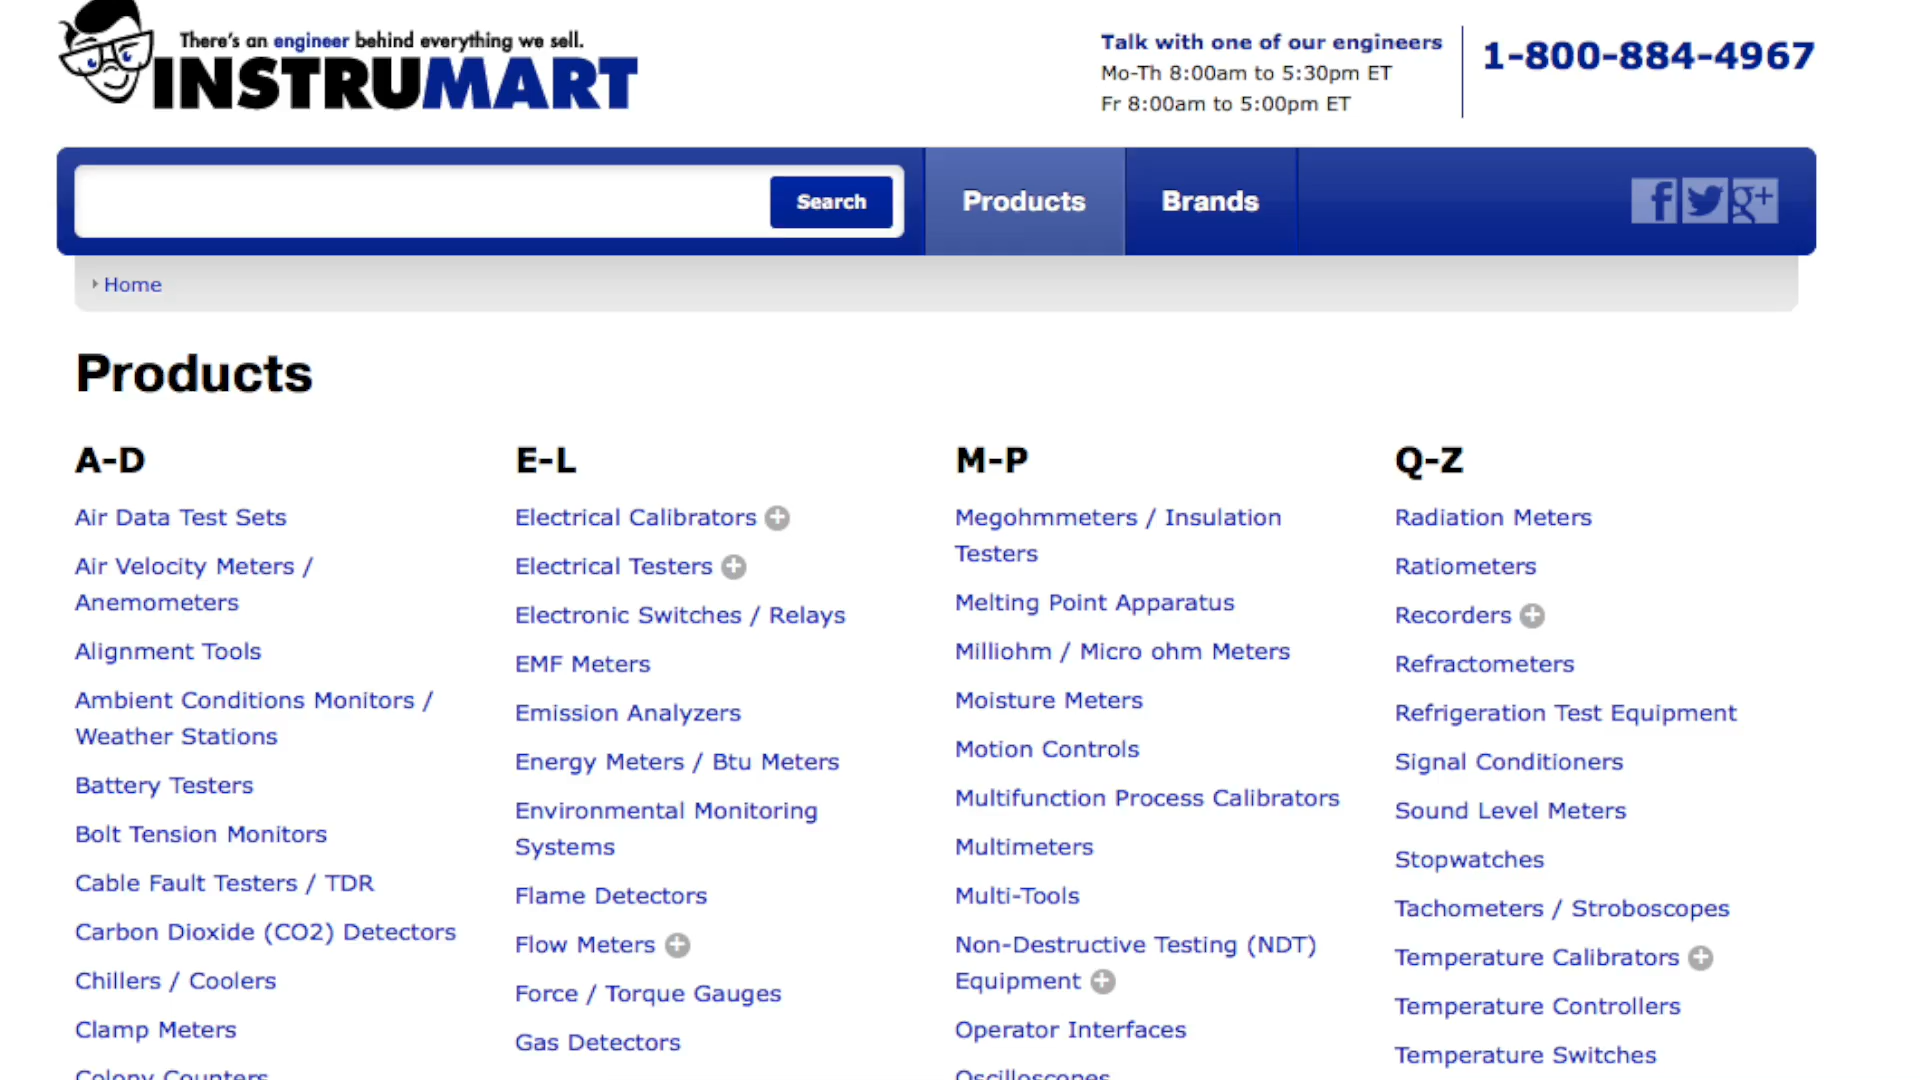 There's an engineer behind everything we sell.
INSTRUMART
Talk with one of our engineers
Mo-Th 8:00am to 5:30pm ET
Fr 8:00am to 5:00pm ET
1-800-884-4967
Search
Products
Brands
Home
Products
A-D
Air Data Test Sets
Air Velocity Meters /
Anemometers
Alignment Tools
Ambient Conditions Monitors /
Weather Stations
Battery Testers
Bolt Tension Monitors
Cable Fault Testers / TDR
Carbon Dioxide (CO2) Detectors
Chillers / Coolers
Clamp Meters
Colony Counters
E-L
Electrical Calibrators
Electrical Testers
Electronic Switches / Relays
EMF Meters
Emission Analyzers
Energy Meters / Btu Meters
Environmental Monitoring
Systems
Flame Detectors
Flow Meters
Force / Torque Gauges
Gas Detectors
M-P
Megohmmeters / Insulation
Testers
Melting Point Apparatus
Milliohm / Micro ohm Meters
Moisture Meters
Motion Controls
Multifunction Process Calibrators
Multimeters
Multi-Tools
Non-Destructive Testing (NDT)
Equipment
Operator Interfaces
Oscilloscopes
Q-Z
Radiation Meters
Ratiometers
Recorders
Refractometers
Refrigeration Test Equipment
Signal Conditioners
Sound Level Meters
Stopwatches
Tachometers / Stroboscopes
Temperature Calibrators
Temperature Controllers
Temperature Switches